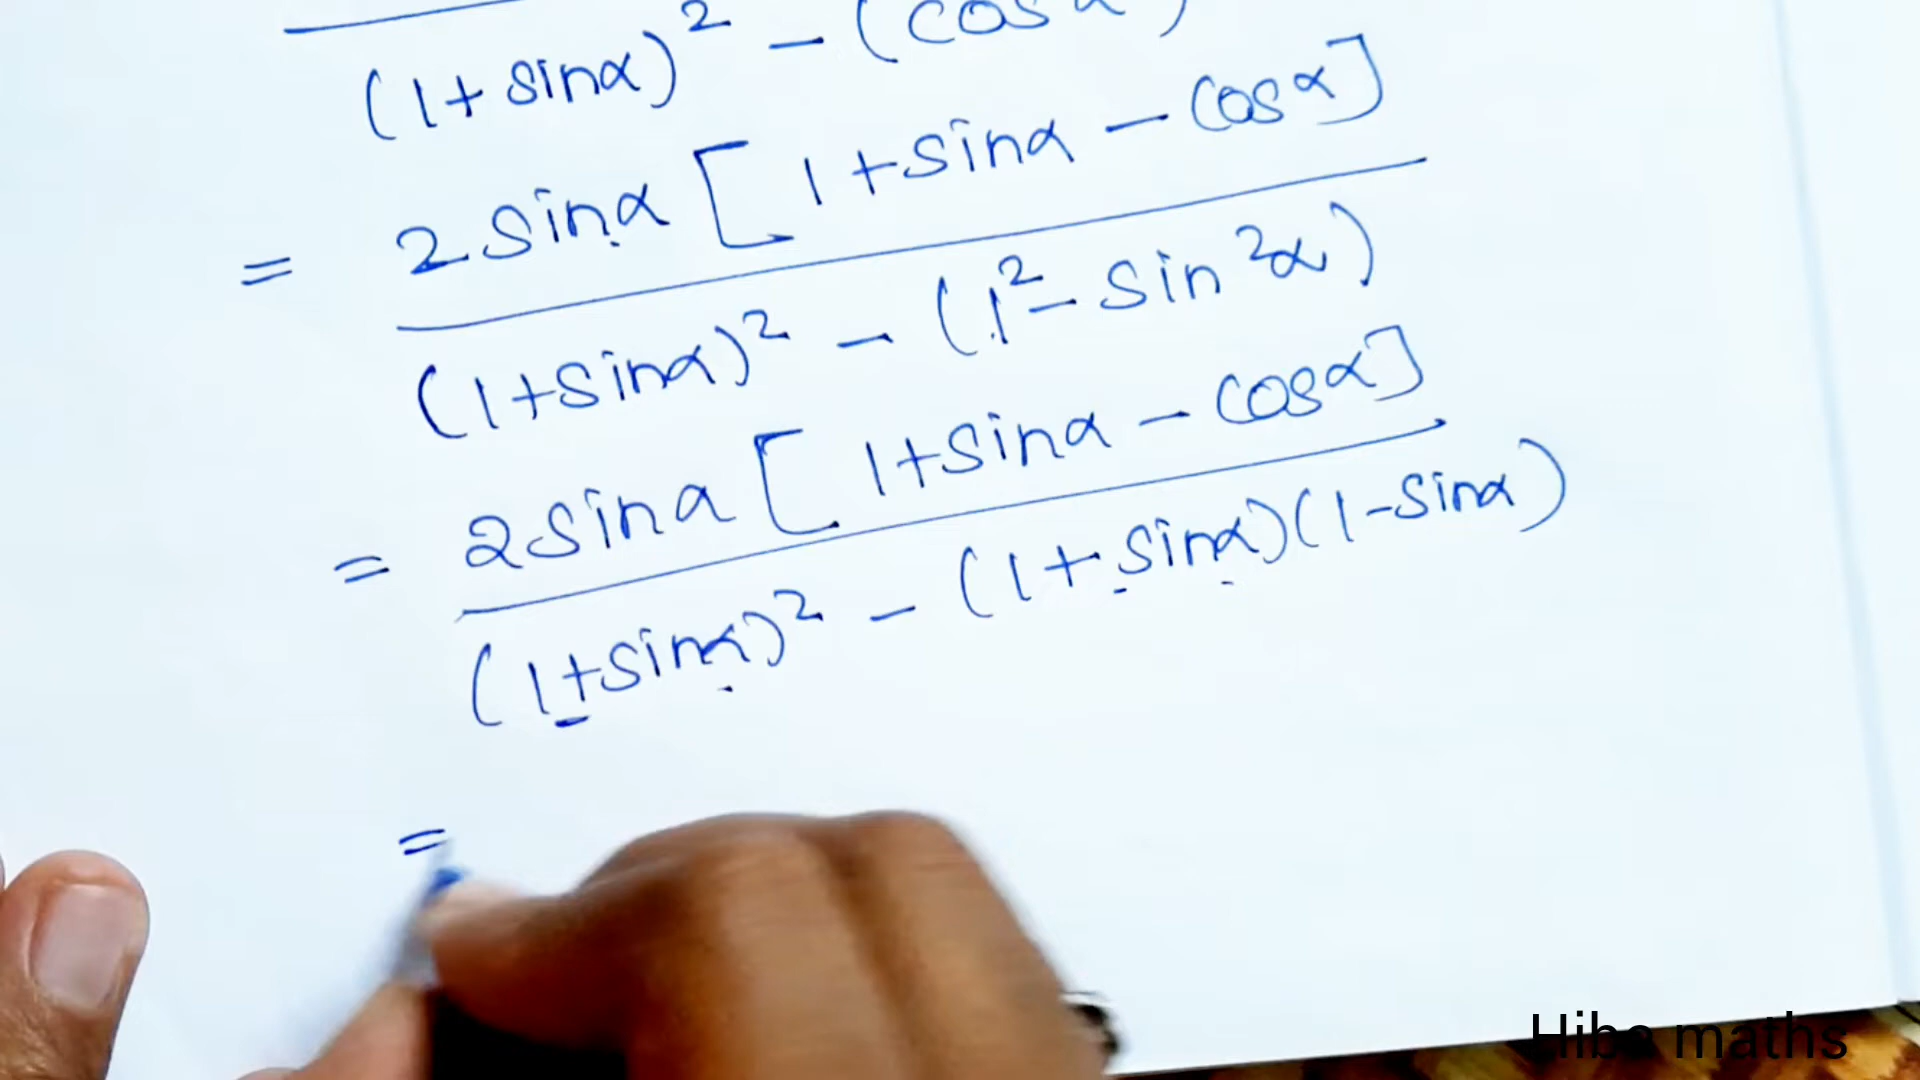 (1+sinα)² - (cosα)
= 2sinα [1+sinα - cosα]
(1+sinα)² - (1² - sin²α)
= 2sinα [1+sinα - cosα]
(1+sinα)² - (1+sinα)(1-sinα)
=
Hiba maths